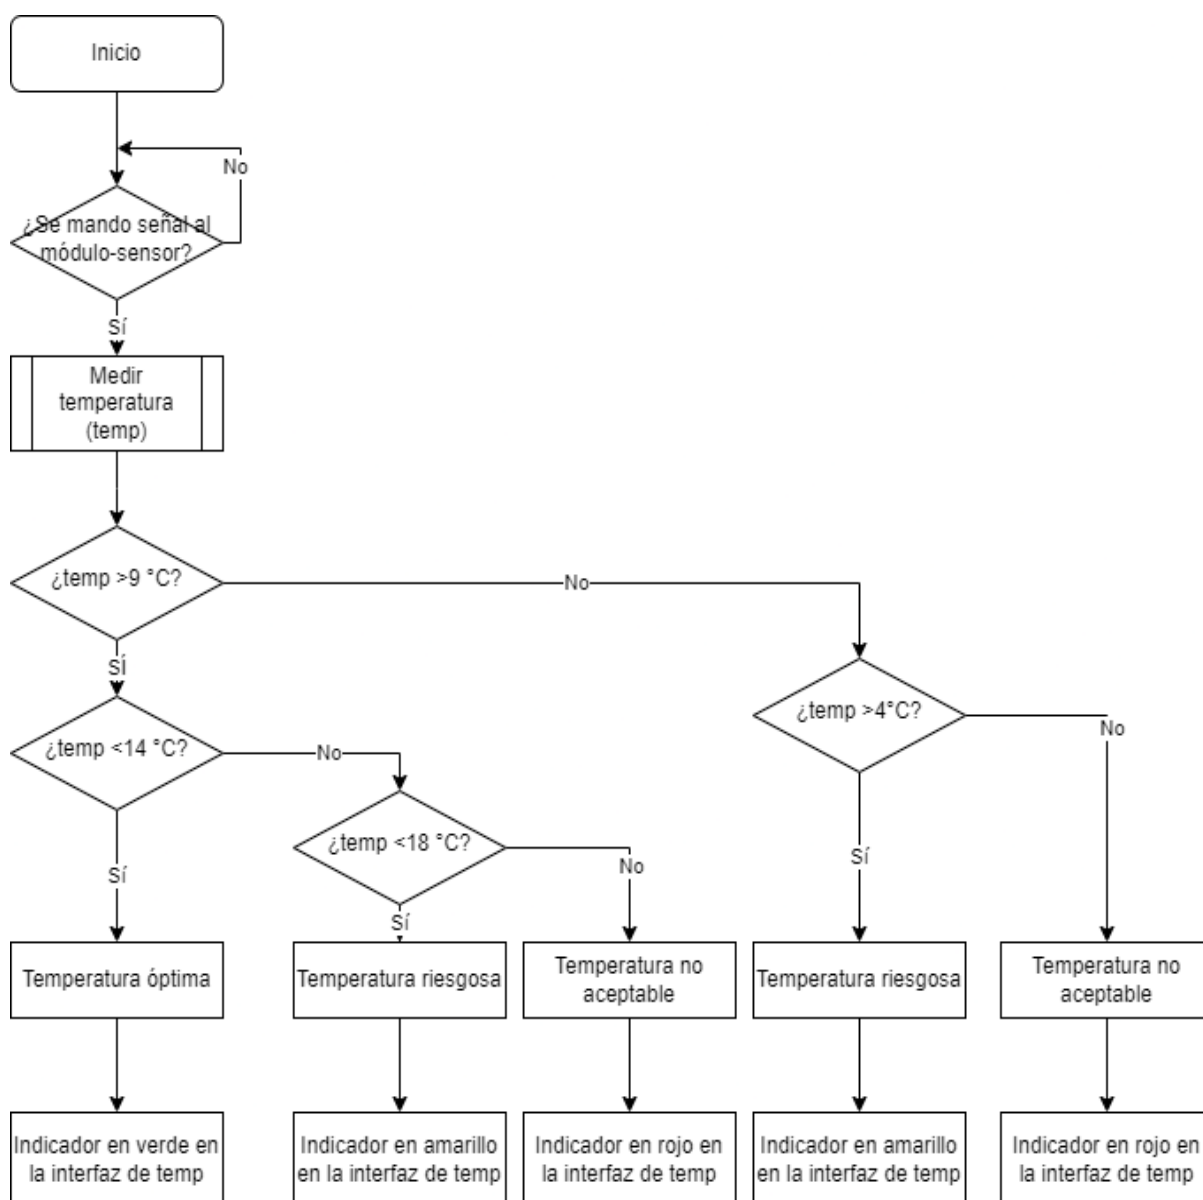 Inicio
No
¿Se mando señal al
módulo-sensor?
Sí
Medir
temperatura
(temp)
¿temp >9 °C?
No
SÍ
¿temp >4°C?
No
¿temp <14 °C?
No
¿temp <18 °C?
No
Sí
Sí
Sí
Temperatura óptima
Temperatura riesgosa
Temperatura no
aceptable
Temperatura riesgosa
Temperatura no
aceptable
Indicador en verde en
la interfaz de temp
Indicador en amarillo
en la interfaz de temp
Indicador en rojo en
la interfaz de temp
Indicador en amarillo
en la interfaz de temp
Indicador en rojo en
la interfaz de temp